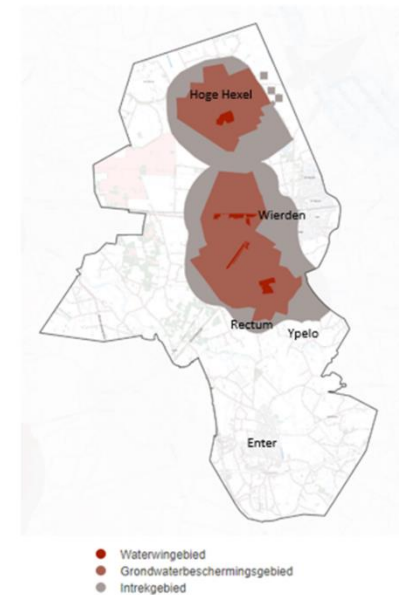 Hoge Hexel
Wierden
Rectum
Ypelo
Enter
Waterwingebied
Grondwaterbeschermingsgebied
Intrekgebied